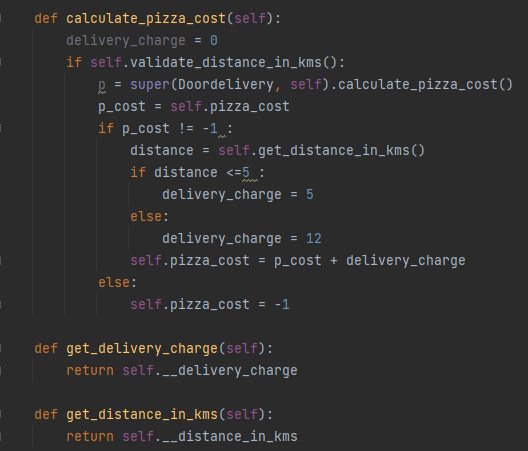 def calculate_pizza_cost(self):
    delivery_charge = 0
    if self.validate_distance_in_kms():
        p = super(Doordelivery, self).calculate_pizza_cost()
        p_cost = self.pizza_cost
        if p_cost != -1 :
            distance = self.get_distance_in_kms()
            if distance <=5 :
                delivery_charge = 5
            else:
                delivery_charge = 12
            self.pizza_cost = p_cost + delivery_charge
        else:
            self.pizza_cost = -1

def get_delivery_charge(self):
    return self.__delivery_charge

def get_distance_in_kms(self):
    return self.__distance_in_kms